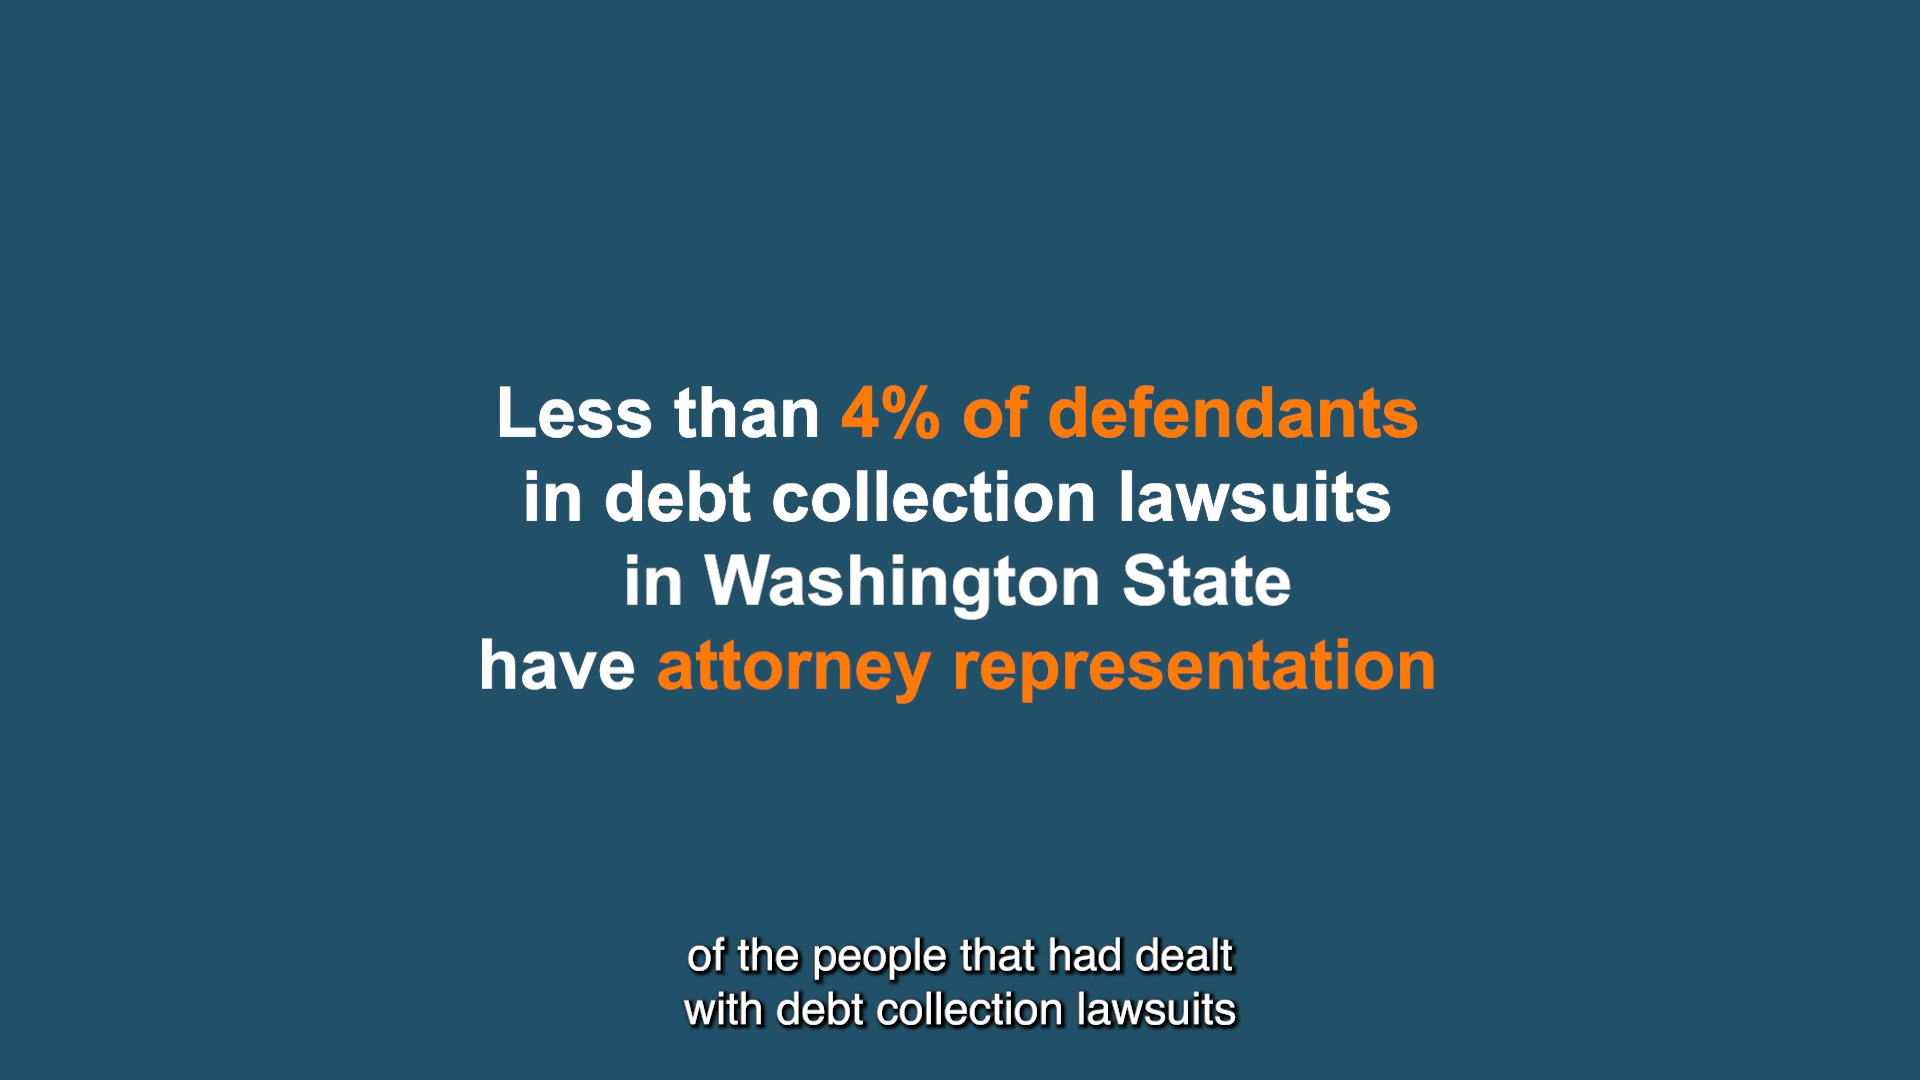 Less than 4% of defendants
in debt collection lawsuits
in Washington State
have attorney representation
of the people that had dealt
with debt collection lawsuits